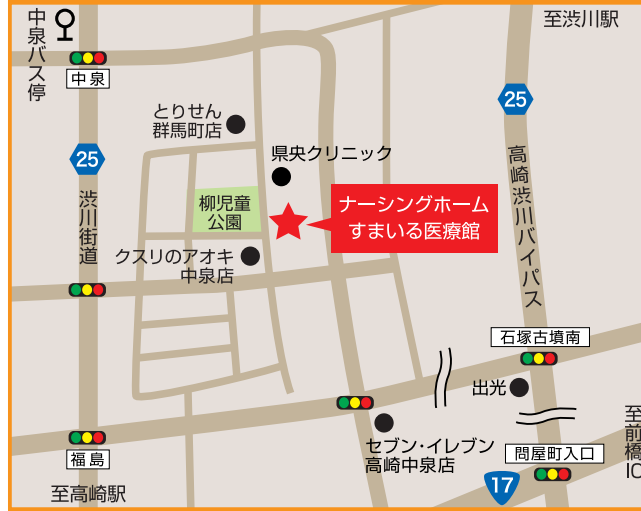 中泉バス停
至渋川駅
中泉
とりせん
群馬町店
25
25
県央クリニック
高崎渋川バイパス
渋川街道
柳児童
公園
ナーシングホーム
すまいる医療館
クスリのアオキ
中泉店
石塚古墳南
出光
至前橋IC
セブン・イレブン
高崎中泉店
福島
問屋町入口
17
至高崎駅